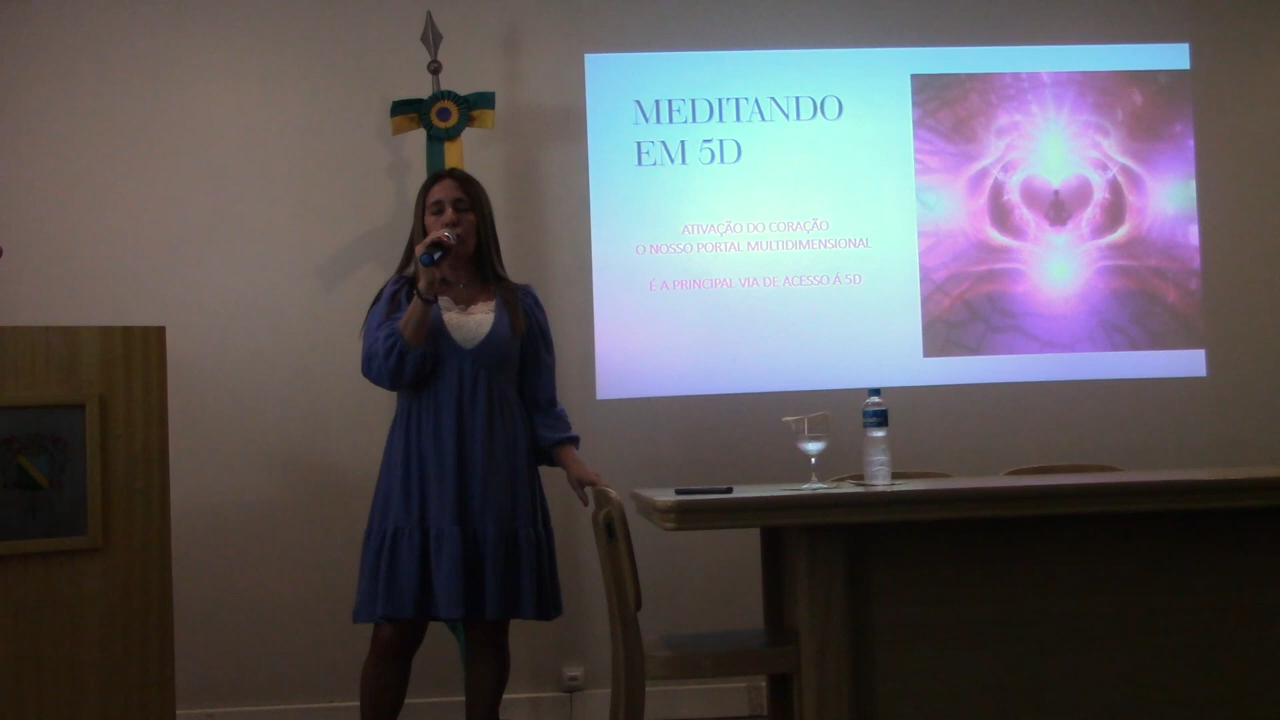 MEDITANDO
EM 5D
ATIVAÇÃO DO CORAÇÃO
O NOSSO PORTAL MULTIDIMENSIONAL
É A PRINCIPAL VIA DE ACESSO Á 5D